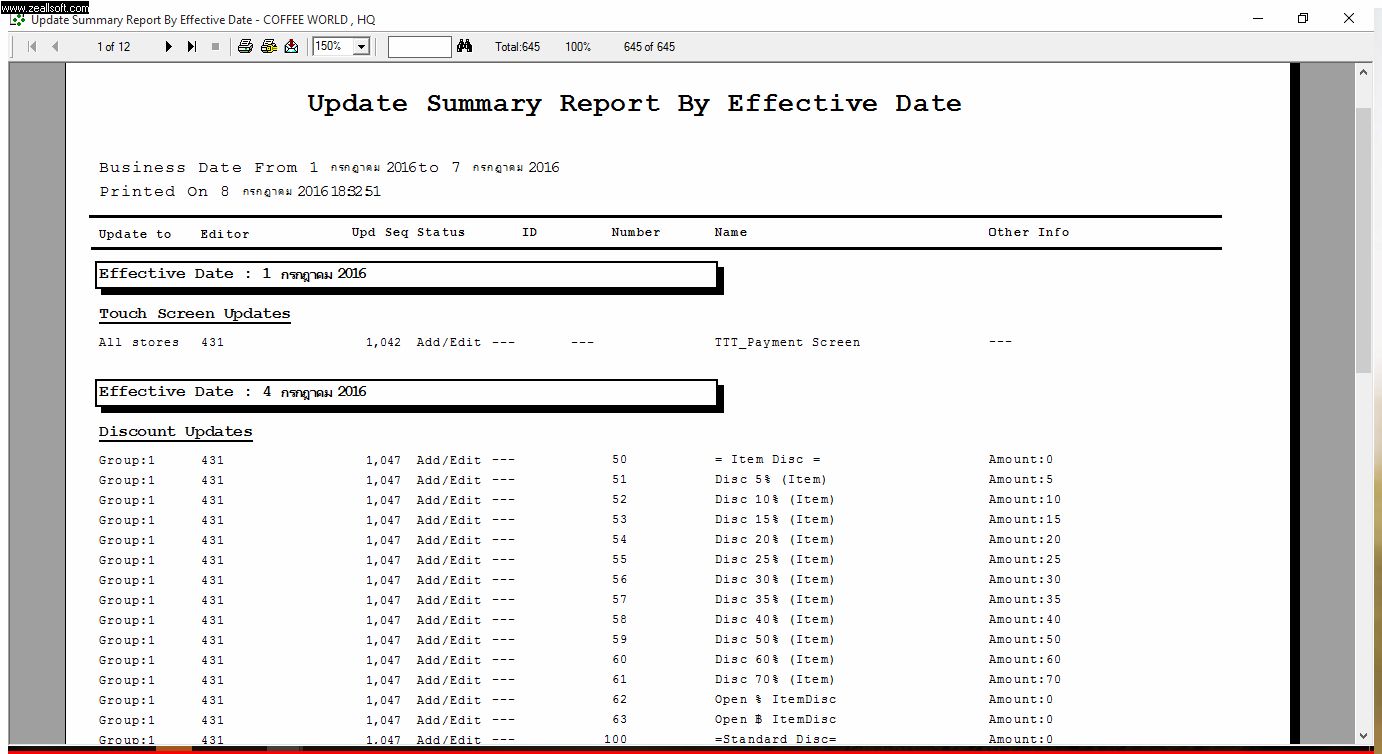 www.zeallsoft.com
Update Summary Report By Effective Date - COFFEE WORLD , HQ
1 of 12 150% Total:645 100% 645 of 645
Update Summary Report By Effective Date
Business Date From 1 กรกฎาคม 2016to 7 กรกฎาคม 2016
Printed On 8 กรกฎาคม 2016 18:32:51
Update to Editor Upd Seq Status ID Number Name Other Info
Effective Date : 1 กรกฎาคม 2016
Touch Screen Updates
All stores 431 1,042 Add/Edit --- --- TTT_Payment Screen ---
Effective Date : 4 กรกฎาคม 2016
Discount Updates
Group:1 431 1,047 Add/Edit --- 50 = Item Disc = Amount:0
Group:1 431 1,047 Add/Edit --- 51 Disc 5% (Item) Amount:5
Group:1 431 1,047 Add/Edit --- 52 Disc 10% (Item) Amount:10
Group:1 431 1,047 Add/Edit --- 53 Disc 15% (Item) Amount:15
Group:1 431 1,047 Add/Edit --- 54 Disc 20% (Item) Amount:20
Group:1 431 1,047 Add/Edit --- 55 Disc 25% (Item) Amount:25
Group:1 431 1,047 Add/Edit --- 56 Disc 30% (Item) Amount:30
Group:1 431 1,047 Add/Edit --- 57 Disc 35% (Item) Amount:35
Group:1 431 1,047 Add/Edit --- 58 Disc 40% (Item) Amount:40
Group:1 431 1,047 Add/Edit --- 59 Disc 50% (Item) Amount:50
Group:1 431 1,047 Add/Edit --- 60 Disc 60% (Item) Amount:60
Group:1 431 1,047 Add/Edit --- 61 Disc 70% (Item) Amount:70
Group:1 431 1,047 Add/Edit --- 62 Open % ItemDisc Amount:0
Group:1 431 1,047 Add/Edit --- 63 Open ฿ ItemDisc Amount:0
Group:1 431 1,047 Add/Edit --- 100 =Standard Disc= Amount:0